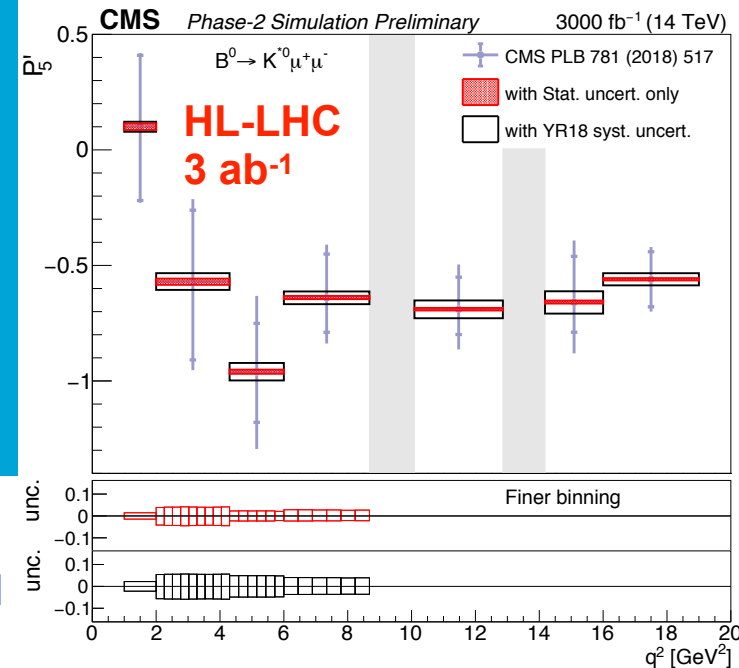 CMS Phase-2 Simulation Preliminary 3000 fb⁻¹ (14 TeV)
P₅'
B⁰→ K*⁰μ⁺μ⁻
CMS PLB 781 (2018) 517
with Stat. uncert. only
with YR18 syst. uncert.
HL-LHC
3 ab⁻¹
0.5
0
−0.5
−1
unc.
0.1
0
−0.1
Finer binning
unc.
0.1
0
−0.1
0 2 4 6 8 10 12 14 16 18 20
q² [GeV²]